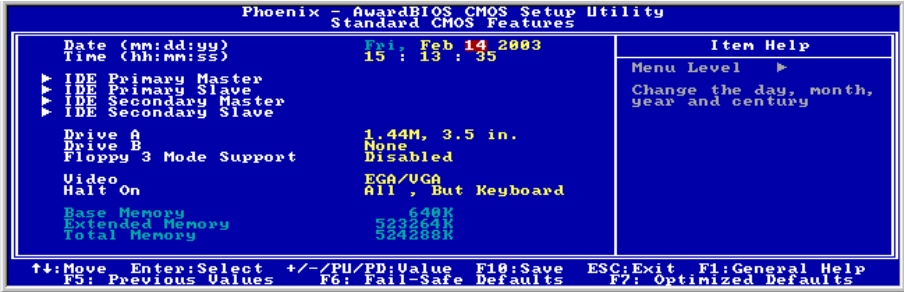 Phoenix - AwardBIOS CMOS Setup Utility
Standard CMOS Features
Date (mm:dd:yy) Fri, Feb 14 2003
Time (hh:mm:ss) 15 : 13 : 35
► IDE Primary Master
► IDE Primary Slave
► IDE Secondary Master
► IDE Secondary Slave
Drive A 1.44M, 3.5 in.
Drive B None
Floppy 3 Mode Support Disabled
Video EGA/VGA
Halt On All , But Keyboard
Base Memory 640K
Extended Memory 523264K
Total Memory 524288K
Item Help
Menu Level ►
Change the day, month,
year and century
↑↓:Move Enter:Select +/-/PU/PD:Value F10:Save ESC:Exit F1:General Help
F5: Previous Values F6: Fail-Safe Defaults F7: Optimized Defaults